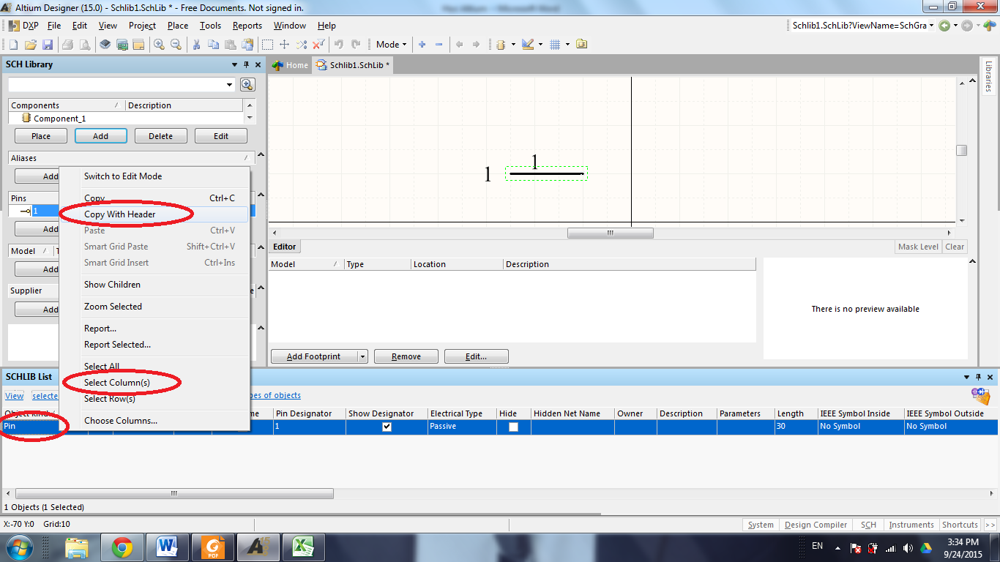 Altium Designer (15.0) - Schlib1.SchLib * - Free Documents. Not signed in.
DXP File Edit View Project Place Tools Reports Window Help
Schlib1.SchLib?ViewName=SchGra
Mode
SCH Library
Home Schlib1.SchLib *
Libraries
Components / Description
Component_1
Place Add Delete Edit
Aliases /
Add
Pins
1
Add
Model / T
Add
Supplier e
Add
Switch to Edit Mode
Copy Ctrl+C
Copy With Header
Paste Ctrl+V
Smart Grid Paste Shift+Ctrl+V
Smart Grid Insert Ctrl+Ins
Show Children
Zoom Selected
Report...
Report Selected...
Select All
Select Column(s)
Select Row(s)
Choose Columns...
1
1
Editor
Mask Level Clear
Model / Type Location Description
There is no preview available
Add Footprint Remove Edit...
SCHLIB List
View selecte pes of objects
Object Kind me Pin Designator Show Designator Electrical Type Hide Hidden Net Name Owner Description Parameters Length IEEE Symbol Inside IEEE Symbol Outside
Pin 1 Passive 30 No Symbol No Symbol
1 Objects (1 Selected)
X:-70 Y:0 Grid:10
System Design Compiler SCH Instruments Shortcuts >>
PDF
EN
3:34 PM
9/24/2015